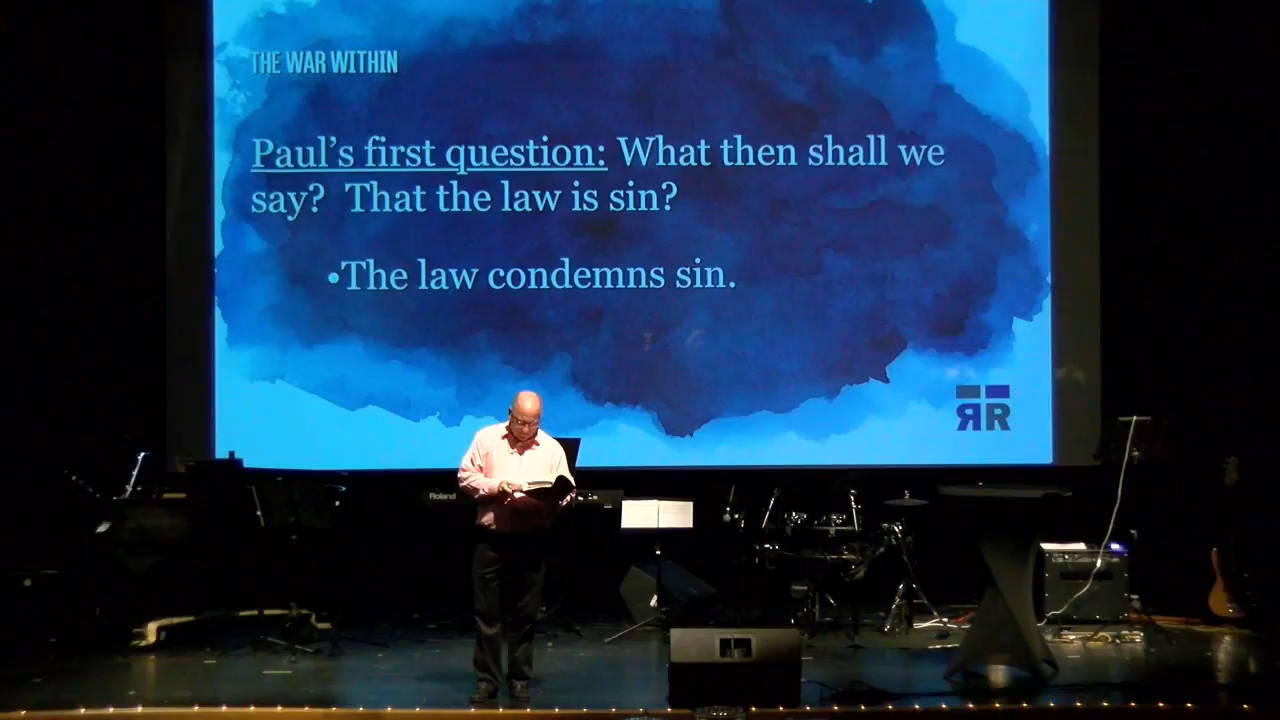 THE WAR WITHIN
Paul’s first question: What then shall we
say?  That the law is sin?
•The law condemns sin.
ЯR
Roland